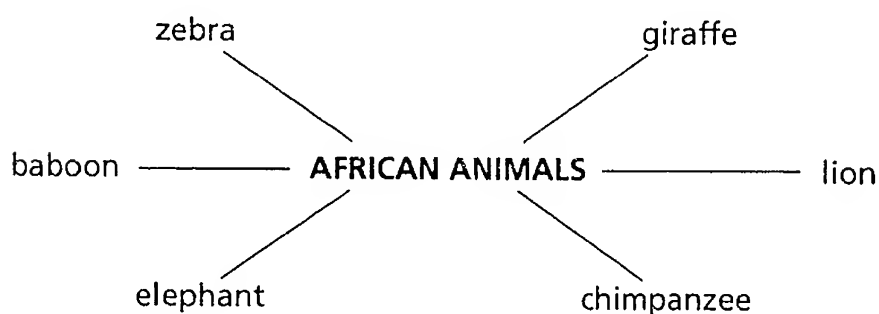 zebra
giraffe
baboon
AFRICAN ANIMALS
lion
elephant
chimpanzee